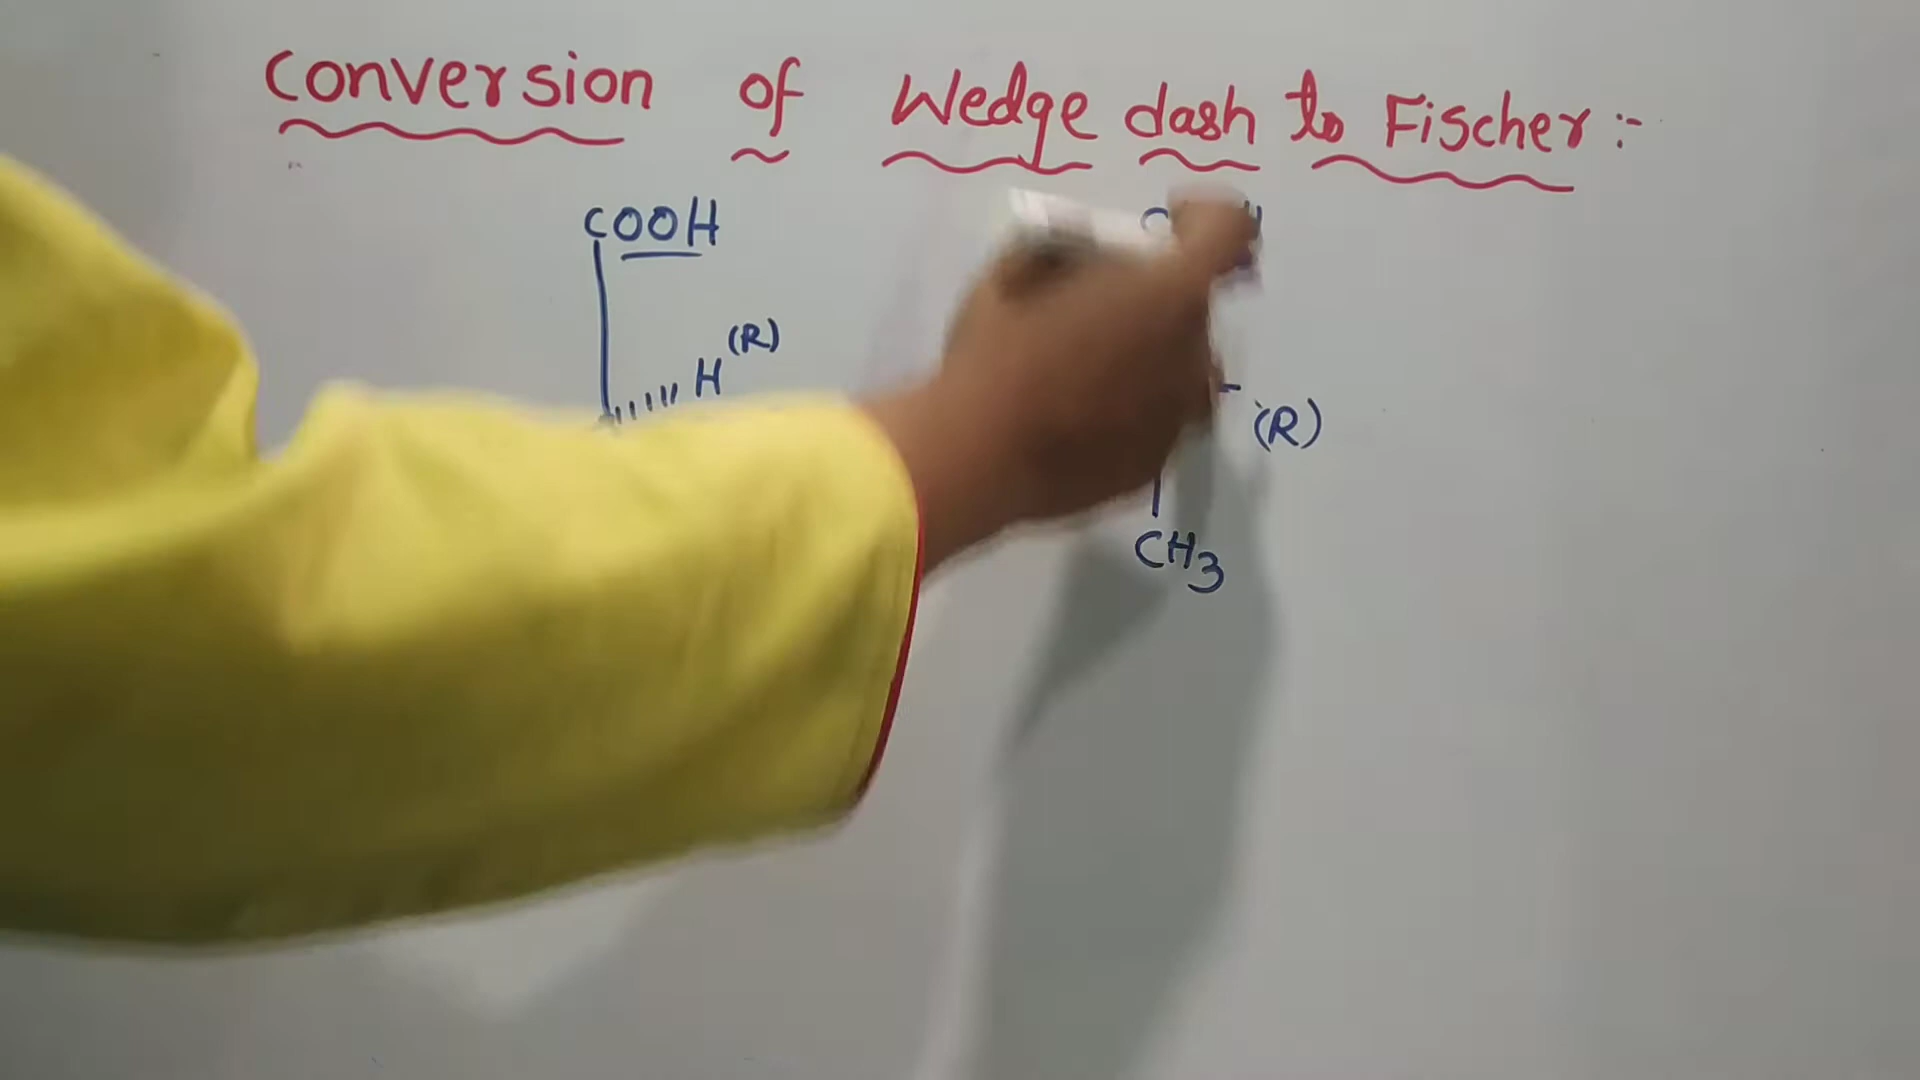 Conversion of Wedge dash to Fischer :-
COOH
H (R)
(R)
CH3